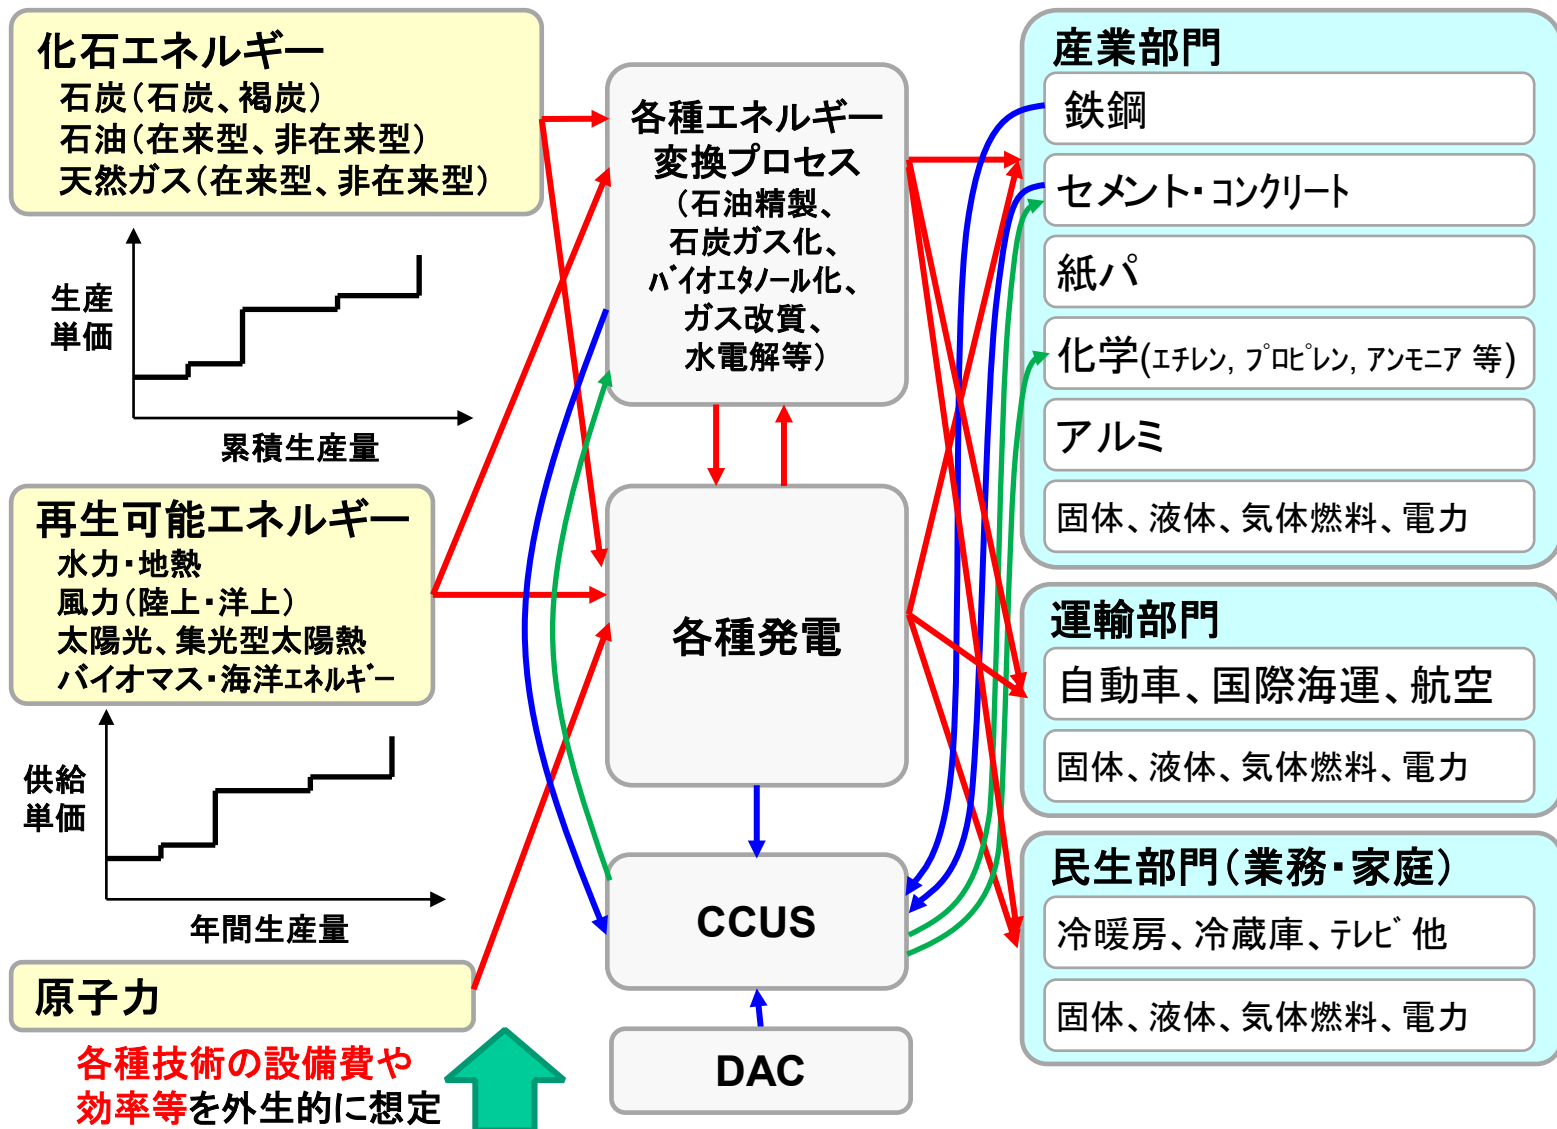 化石エネルギー
石炭(石炭、褐炭)
石油(在来型、非在来型)
天然ガス(在来型、非在来型)
生産
単価
累積生産量
再生可能エネルギー
水力・地熱
風力(陸上・洋上)
太陽光、集光型太陽熱
バイオマス・海洋ｴﾈﾙｷﾞｰ
供給
単価
年間生産量
原子力
各種技術の設備費や
効率等を外生的に想定
各種エネルギー
変換プロセス
(石油精製、
石炭ガス化、
ﾊﾞｲｵｴﾀﾉｰﾙ化、
ガス改質、
水電解等)
各種発電
CCUS
DAC
産業部門
鉄鋼
セメント・ｺﾝｸﾘｰﾄ
紙パ
化学(ｴﾁﾚﾝ, ﾌﾟﾛﾋﾟﾚﾝ, ｱﾝﾓﾆｱ 等)
アルミ
固体、液体、気体燃料、電力
運輸部門
自動車、国際海運、航空
固体、液体、気体燃料、電力
民生部門(業務・家庭)
冷暖房、冷蔵庫、ﾃﾚﾋﾞ 他
固体、液体、気体燃料、電力